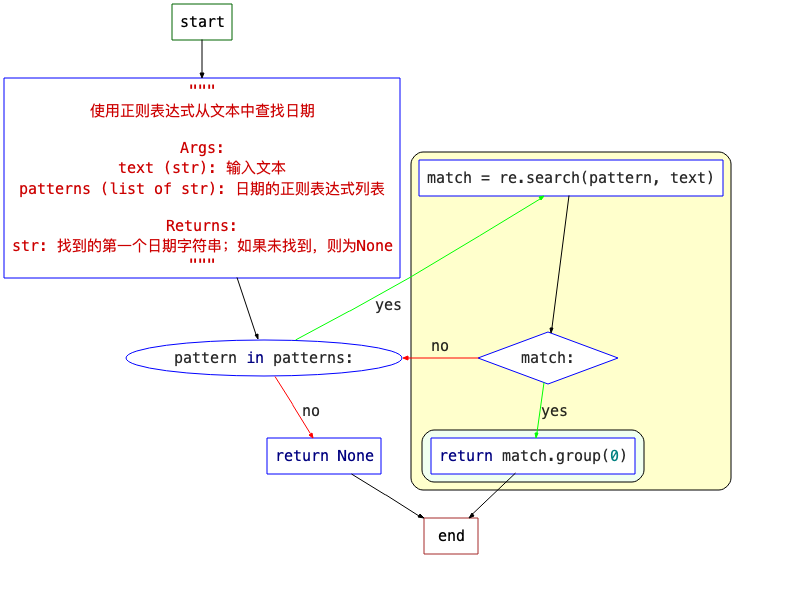 start
"""
使用正则表达式从文本中查找日期
Args:
text (str): 输入文本
patterns (list of str): 日期的正则表达式列表
Returns:
str: 找到的第一个日期字符串；如果未找到，则为None
"""
match = re.search(pattern, text)
yes
no
pattern in patterns:
match:
no
yes
return None
return match.group(0)
end